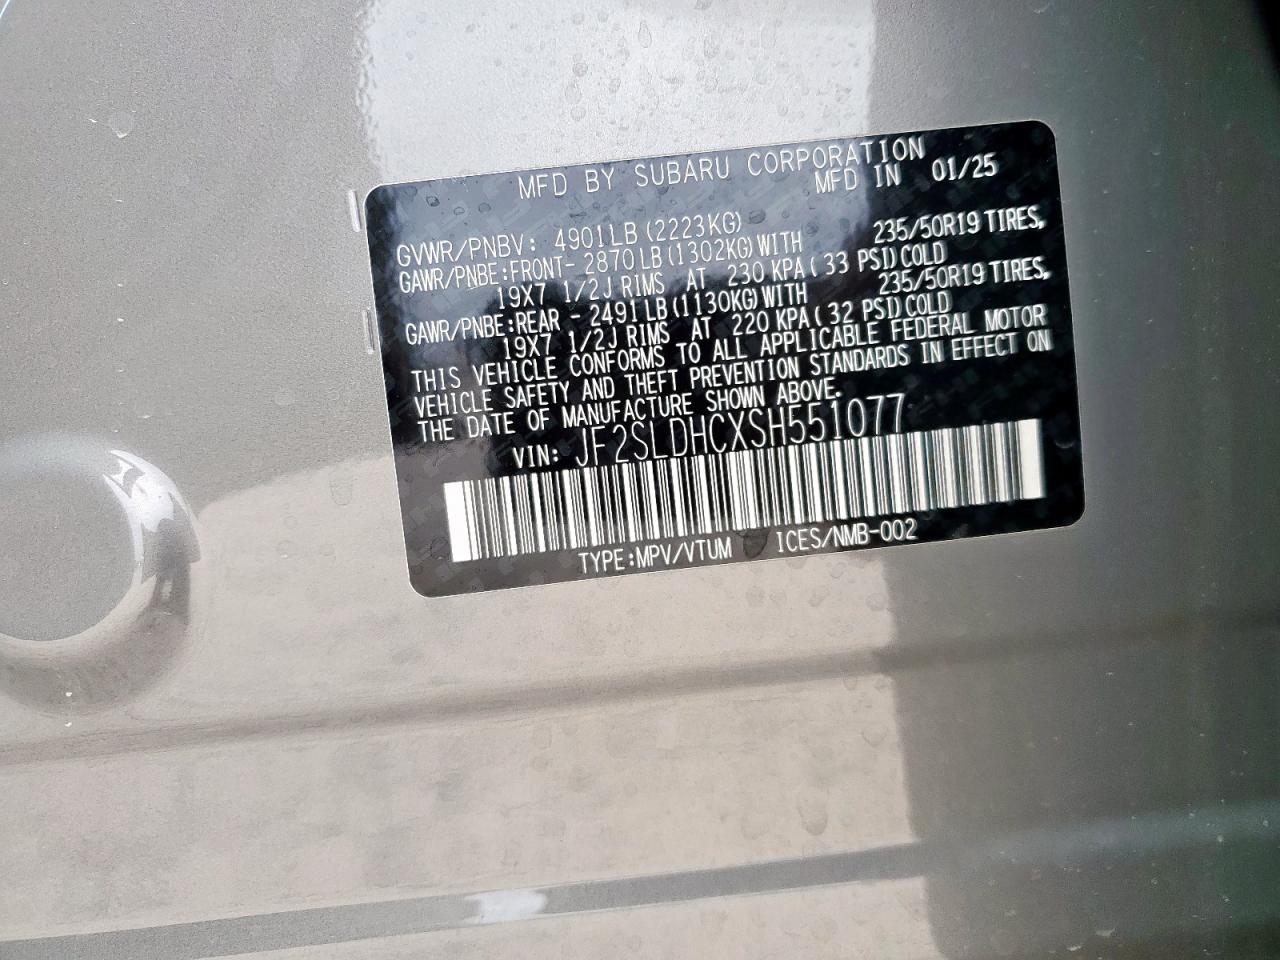 MFD BY SUBARU CORPORATION
MFD IN 01/25
GVWR/PNBV: 4901LB (2223KG)
GAWR/PNBE:FRONT- 2870LB(1302KG)WITH 235/50R19 TIRES,
19X7 1/2J RIMS AT 230 KPA( 33 PSI)COLD
GAWR/PNBE:REAR - 2491LB(1130KG)WITH 235/50R19 TIRES,
19X7 1/2J RIMS AT 220 KPA( 32 PSI)COLD
THIS VEHICLE CONFORMS TO ALL APPLICABLE FEDERAL MOTOR
VEHICLE SAFETY AND THEFT PREVENTION STANDARDS IN EFFECT ON
THE DATE OF MANUFACTURE SHOWN ABOVE.
VIN: JF2SLDHCXSH551077
TYPE:MPV/VTUM ICES/NMB-002